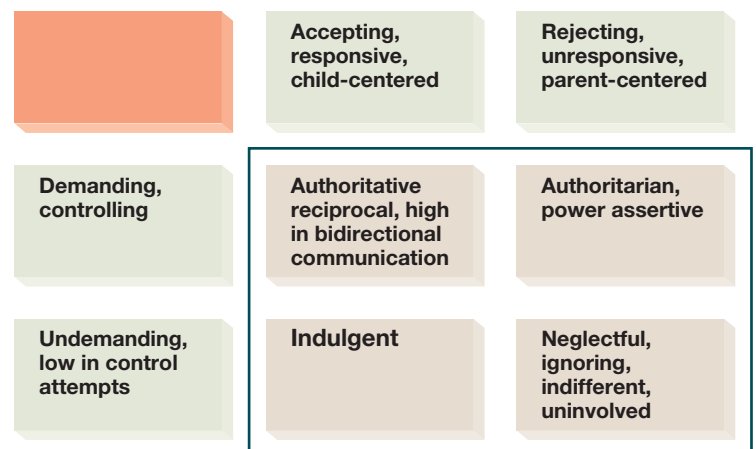 Accepting,
responsive,
child-centered
Rejecting,
unresponsive,
parent-centered
Demanding,
controlling
Authoritative
reciprocal, high
in bidirectional
communication
Authoritarian,
power assertive
Undemanding,
low in control
attempts
Indulgent
Neglectful,
ignoring,
indifferent,
uninvolved